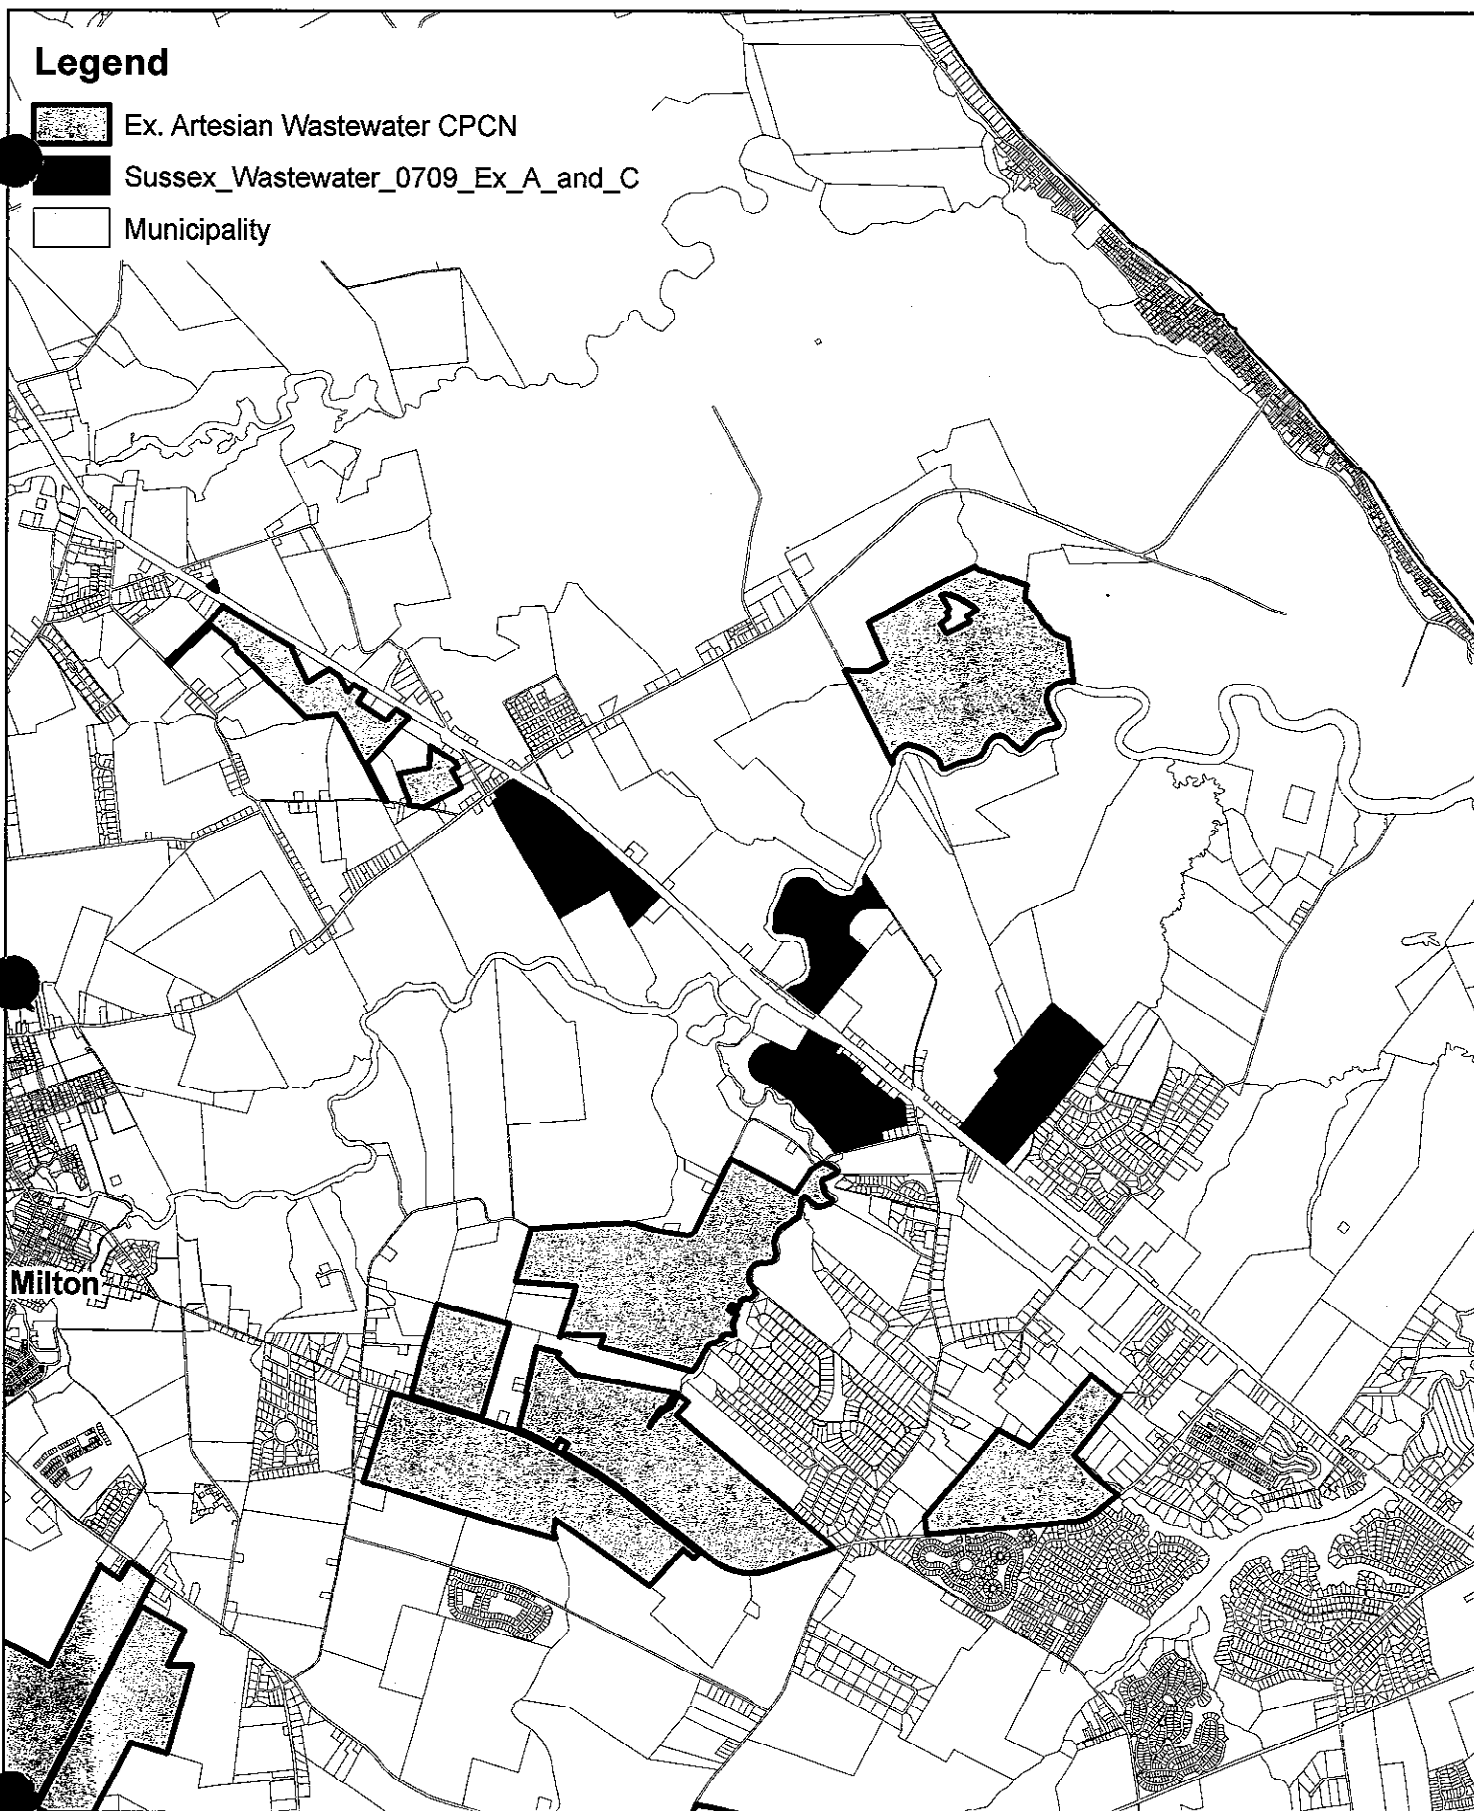 Legend
Ex. Artesian Wastewater CPCN
Sussex_Wastewater_0709_Ex_A_and_C
Municipality
Milton